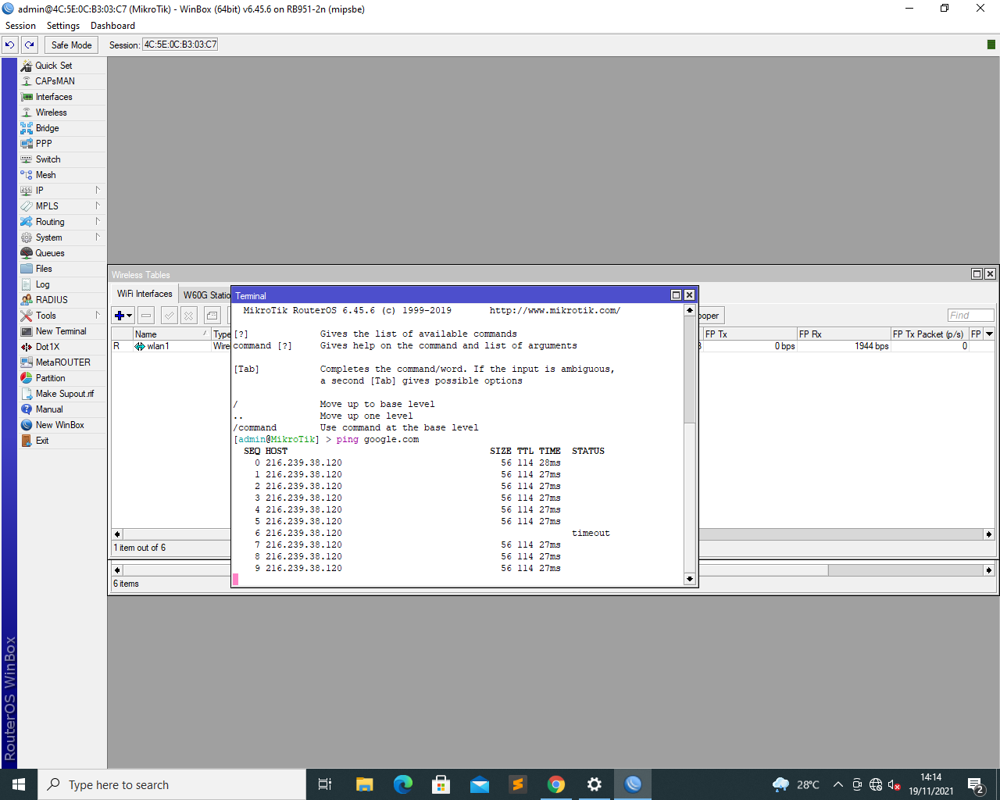 admin@4C:5E:0C:B3:03:C7 (MikroTik) - WinBox (64bit) v6.45.6 on RB951-2n (mipsbe)
Session Settings Dashboard
Safe Mode Session: 4C:5E:0C:B3:03:C7
Quick Set
CAPsMAN
Interfaces
Wireless
Bridge
PPP
Switch
Mesh
IP
MPLS
Routing
System
Queues
Files
Log
RADIUS
Tools
New Terminal
Dot1X
MetaROUTER
Partition
Make Supout.rif
Manual
New WinBox
Exit
RouterOS WinBox
Wireless Tables
WiFi Interfaces W60G Statio
ooper Find
Name / Type FP Tx FP Rx FP Tx Packet (p/s) FP
R wlan1 Wire 0 bps 1944 bps 0
1 item out of 6
6 items
Terminal
MikroTik RouterOS 6.45.6 (c) 1999-2019 http://www.mikrotik.com/
[?] Gives the list of available commands
command [?] Gives help on the command and list of arguments
[Tab] Completes the command/word. If the input is ambiguous,
a second [Tab] gives possible options
/ Move up to base level
.. Move up one level
/command Use command at the base level
[admin@MikroTik] > ping google.com
SEQ HOST SIZE TTL TIME STATUS
0 216.239.38.120 56 114 28ms
1 216.239.38.120 56 114 27ms
2 216.239.38.120 56 114 27ms
3 216.239.38.120 56 114 27ms
4 216.239.38.120 56 114 27ms
5 216.239.38.120 56 114 27ms
6 216.239.38.120 timeout
7 216.239.38.120 56 114 27ms
8 216.239.38.120 56 114 27ms
9 216.239.38.120 56 114 27ms
Type here to search
28°C
14:14
19/11/2021
2